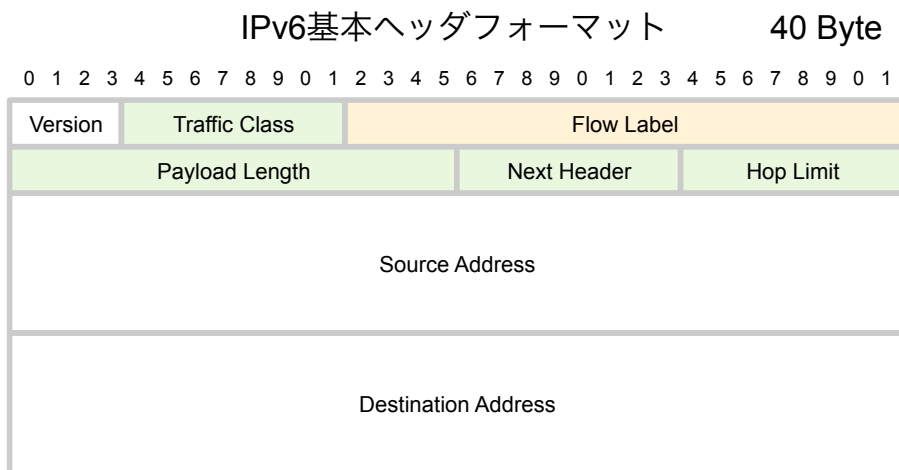 IPv6基本ヘッダフォーマット 40 Byte
0 1 2 3 4 5 6 7 8 9 0 1 2 3 4 5 6 7 8 9 0 1 2 3 4 5 6 7 8 9 0 1
Version Traffic Class Flow Label
Payload Length Next Header Hop Limit
Source Address
Destination Address